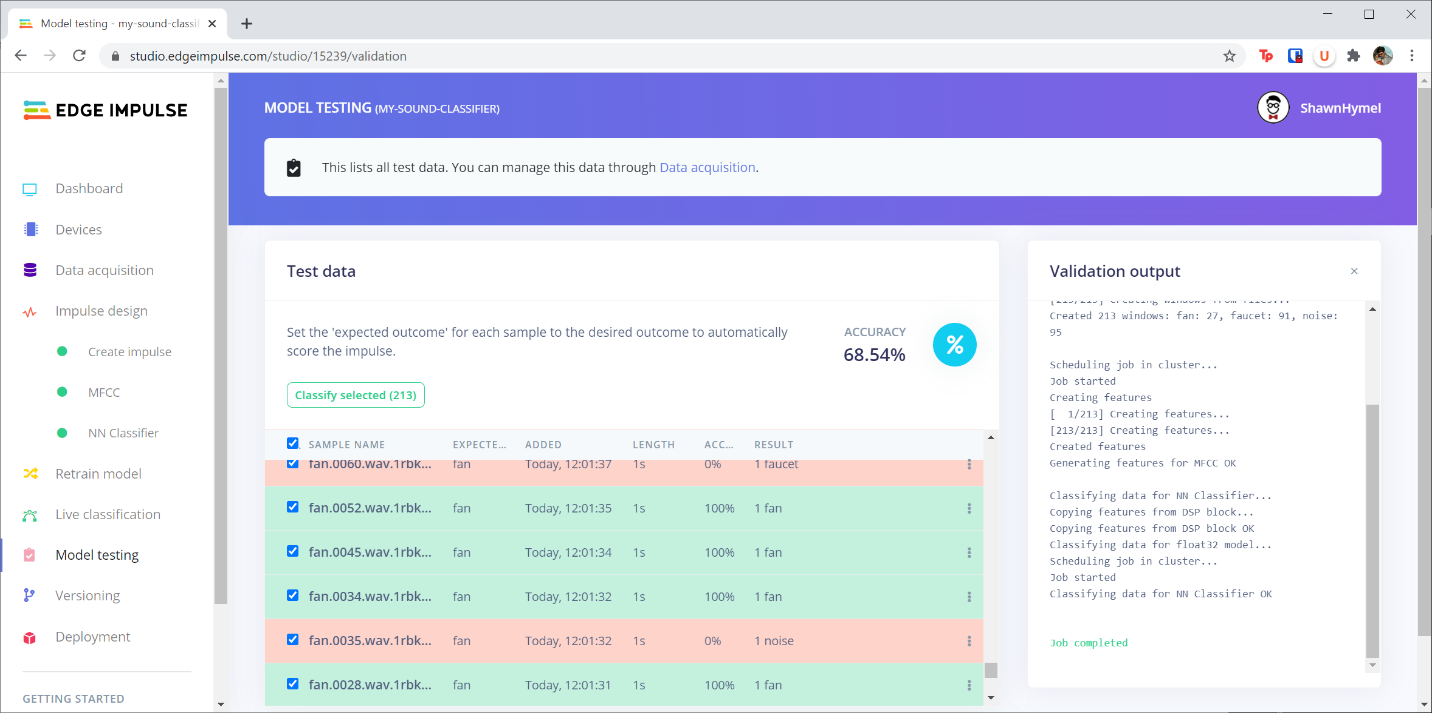 Model testing - my-sound-classif
studio.edgeimpulse.com/studio/15239/validation
Tp
U
EDGE IMPULSE
Dashboard
Devices
Data acquisition
Impulse design
Create impulse
MFCC
NN Classifier
Retrain model
Live classification
Model testing
Versioning
Deployment
GETTING STARTED
MODEL TESTING (MY-SOUND-CLASSIFIER)
ShawnHymel
This lists all test data. You can manage this data through Data acquisition.
Test data
Set the 'expected outcome' for each sample to the desired outcome to automatically
score the impulse.
ACCURACY
68.54%
%
Classify selected (213)
SAMPLE NAME EXPECTE... ADDED LENGTH ACC... RESULT
fan.0060.wav.1rbk... fan Today, 12:01:37 1s 0% 1 faucet
fan.0052.wav.1rbk... fan Today, 12:01:35 1s 100% 1 fan
fan.0045.wav.1rbk... fan Today, 12:01:34 1s 100% 1 fan
fan.0034.wav.1rbk... fan Today, 12:01:32 1s 100% 1 fan
fan.0035.wav.1rbk... fan Today, 12:01:32 1s 0% 1 noise
fan.0028.wav.1rbk... fan Today, 12:01:31 1s 100% 1 fan
Validation output
[213/213] Creating windows from files...
Created 213 windows: fan: 27, faucet: 91, noise:
95
Scheduling job in cluster...
Job started
Creating features
[  1/213] Creating features...
[213/213] Creating features...
Created features
Generating features for MFCC OK
Classifying data for NN Classifier...
Copying features from DSP block...
Copying features from DSP block OK
Classifying data for float32 model...
Scheduling job in cluster...
Job started
Classifying data for NN Classifier OK
Job completed